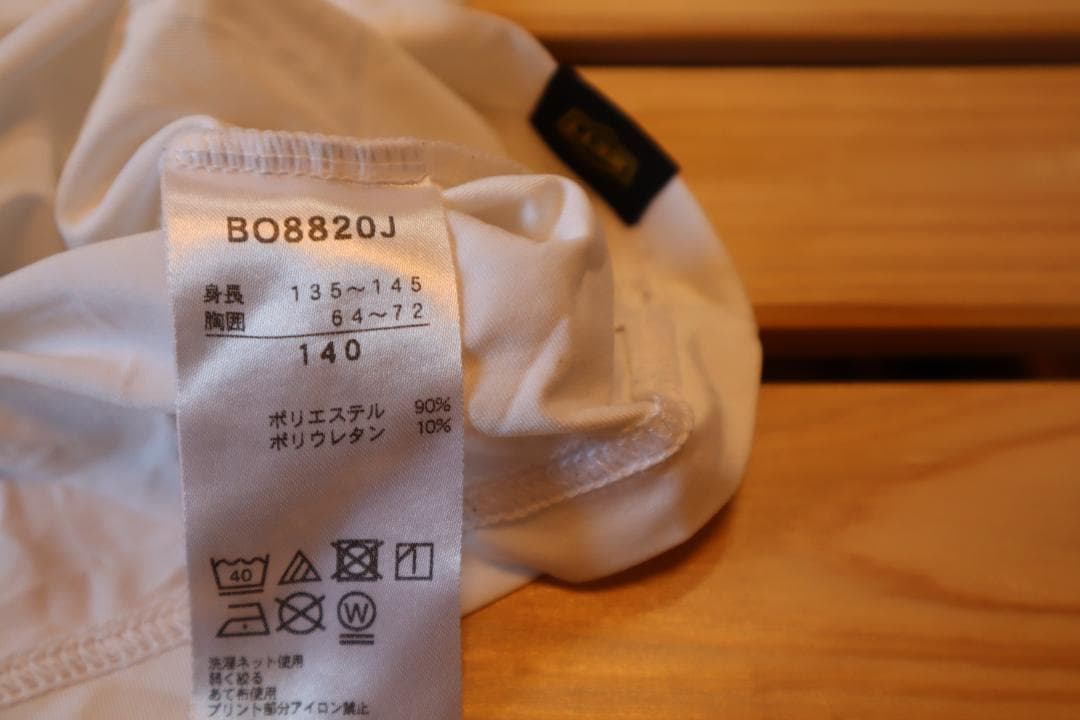 BO8820J
身長 135～145
胸囲 64～72
140
ポリエステル 90%
ポリウレタン 10%
40
W
洗濯ネット使用
弱く絞る
あて布使用
プリント部分アイロン禁止